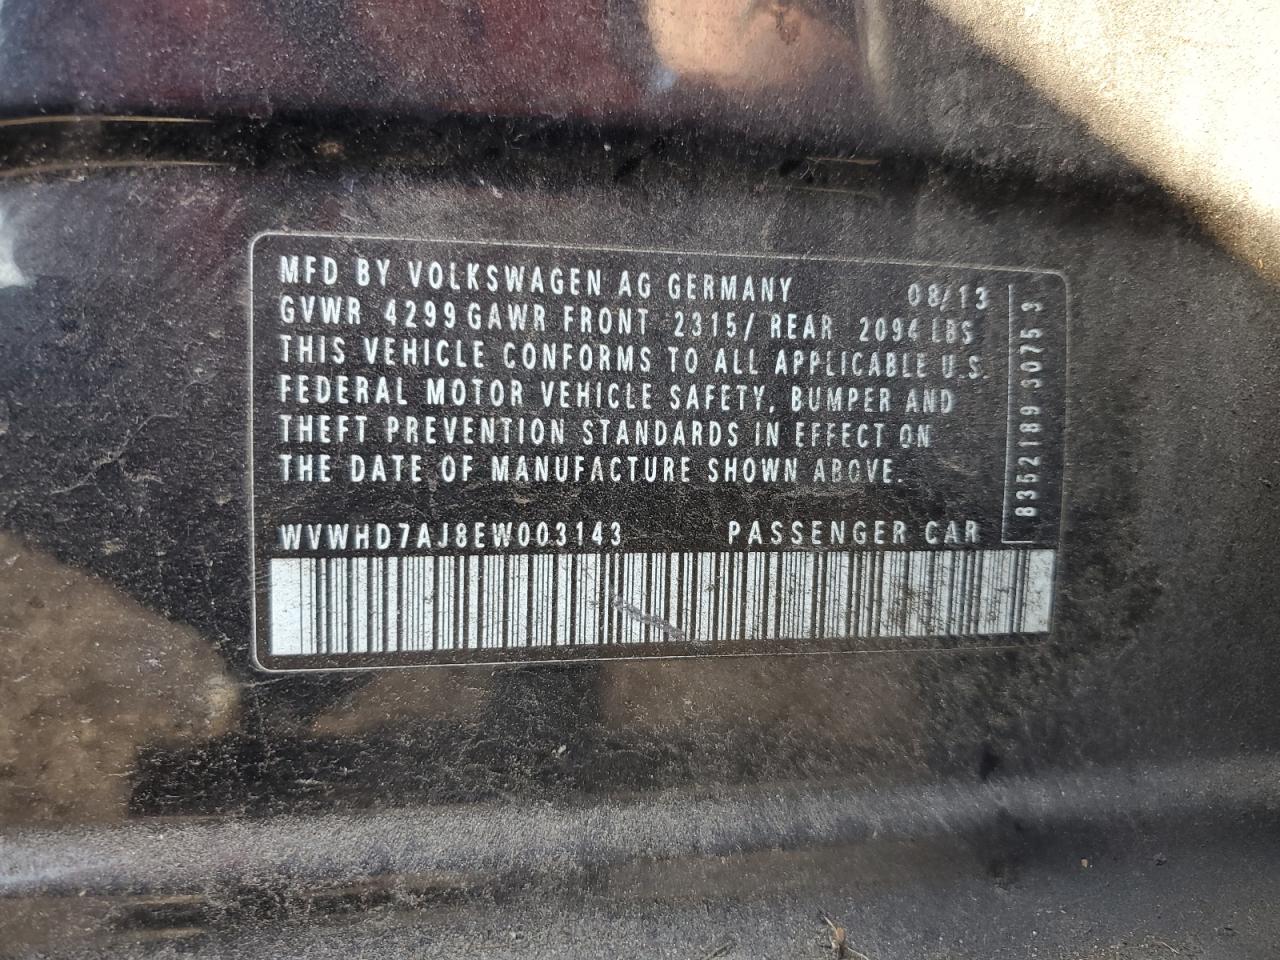 MFD BY VOLKSWAGEN AG GERMANY 08/13
GVWR 4299 GAWR FRONT 2315/ REAR 2094 LBS
THIS VEHICLE CONFORMS TO ALL APPLICABLE U.S.
FEDERAL MOTOR VEHICLE SAFETY, BUMPER AND
THEFT PREVENTION STANDARDS IN EFFECT ON
THE DATE OF MANUFACTURE SHOWN ABOVE.
WVWHD7AJ8EW003143 PASSENGER CAR
8352189 3075 3